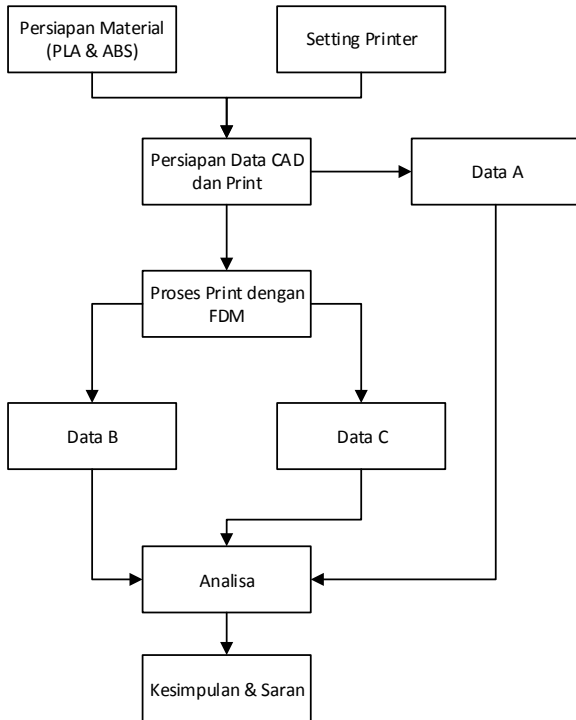 Persiapan Material
(PLA & ABS)
Setting Printer
Persiapan Data CAD
dan Print
Data A
Proses Print dengan
FDM
Data B
Data C
Analisa
Kesimpulan & Saran